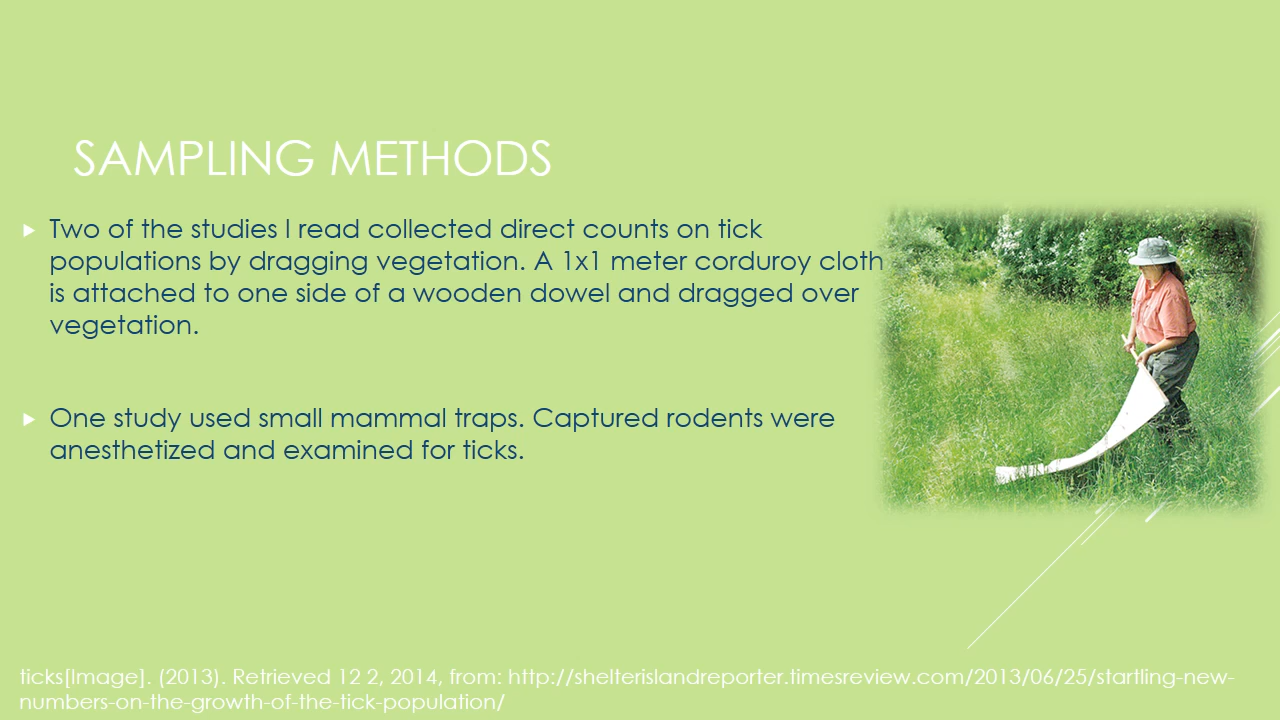 SAMPLING METHODS
Two of the studies I read collected direct counts on tick
populations by dragging vegetation. A 1x1 meter corduroy cloth
is attached to one side of a wooden dowel and dragged over
vegetation.
One study used small mammal traps. Captured rodents were
anesthetized and examined for ticks.
ticks[Image]. (2013). Retrieved 12 2, 2014, from: http://shelterislandreporter.timesreview.com/2013/06/25/startling-new-
numbers-on-the-growth-of-the-tick-population/